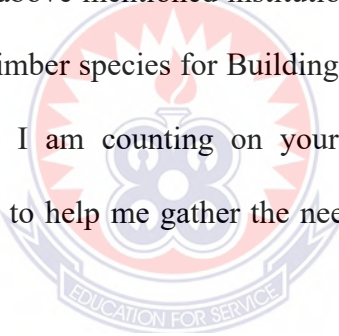 above mentioned institution
imber species for Building
I am counting on your
to help me gather the nee
EDUCATION FOR SERVICE